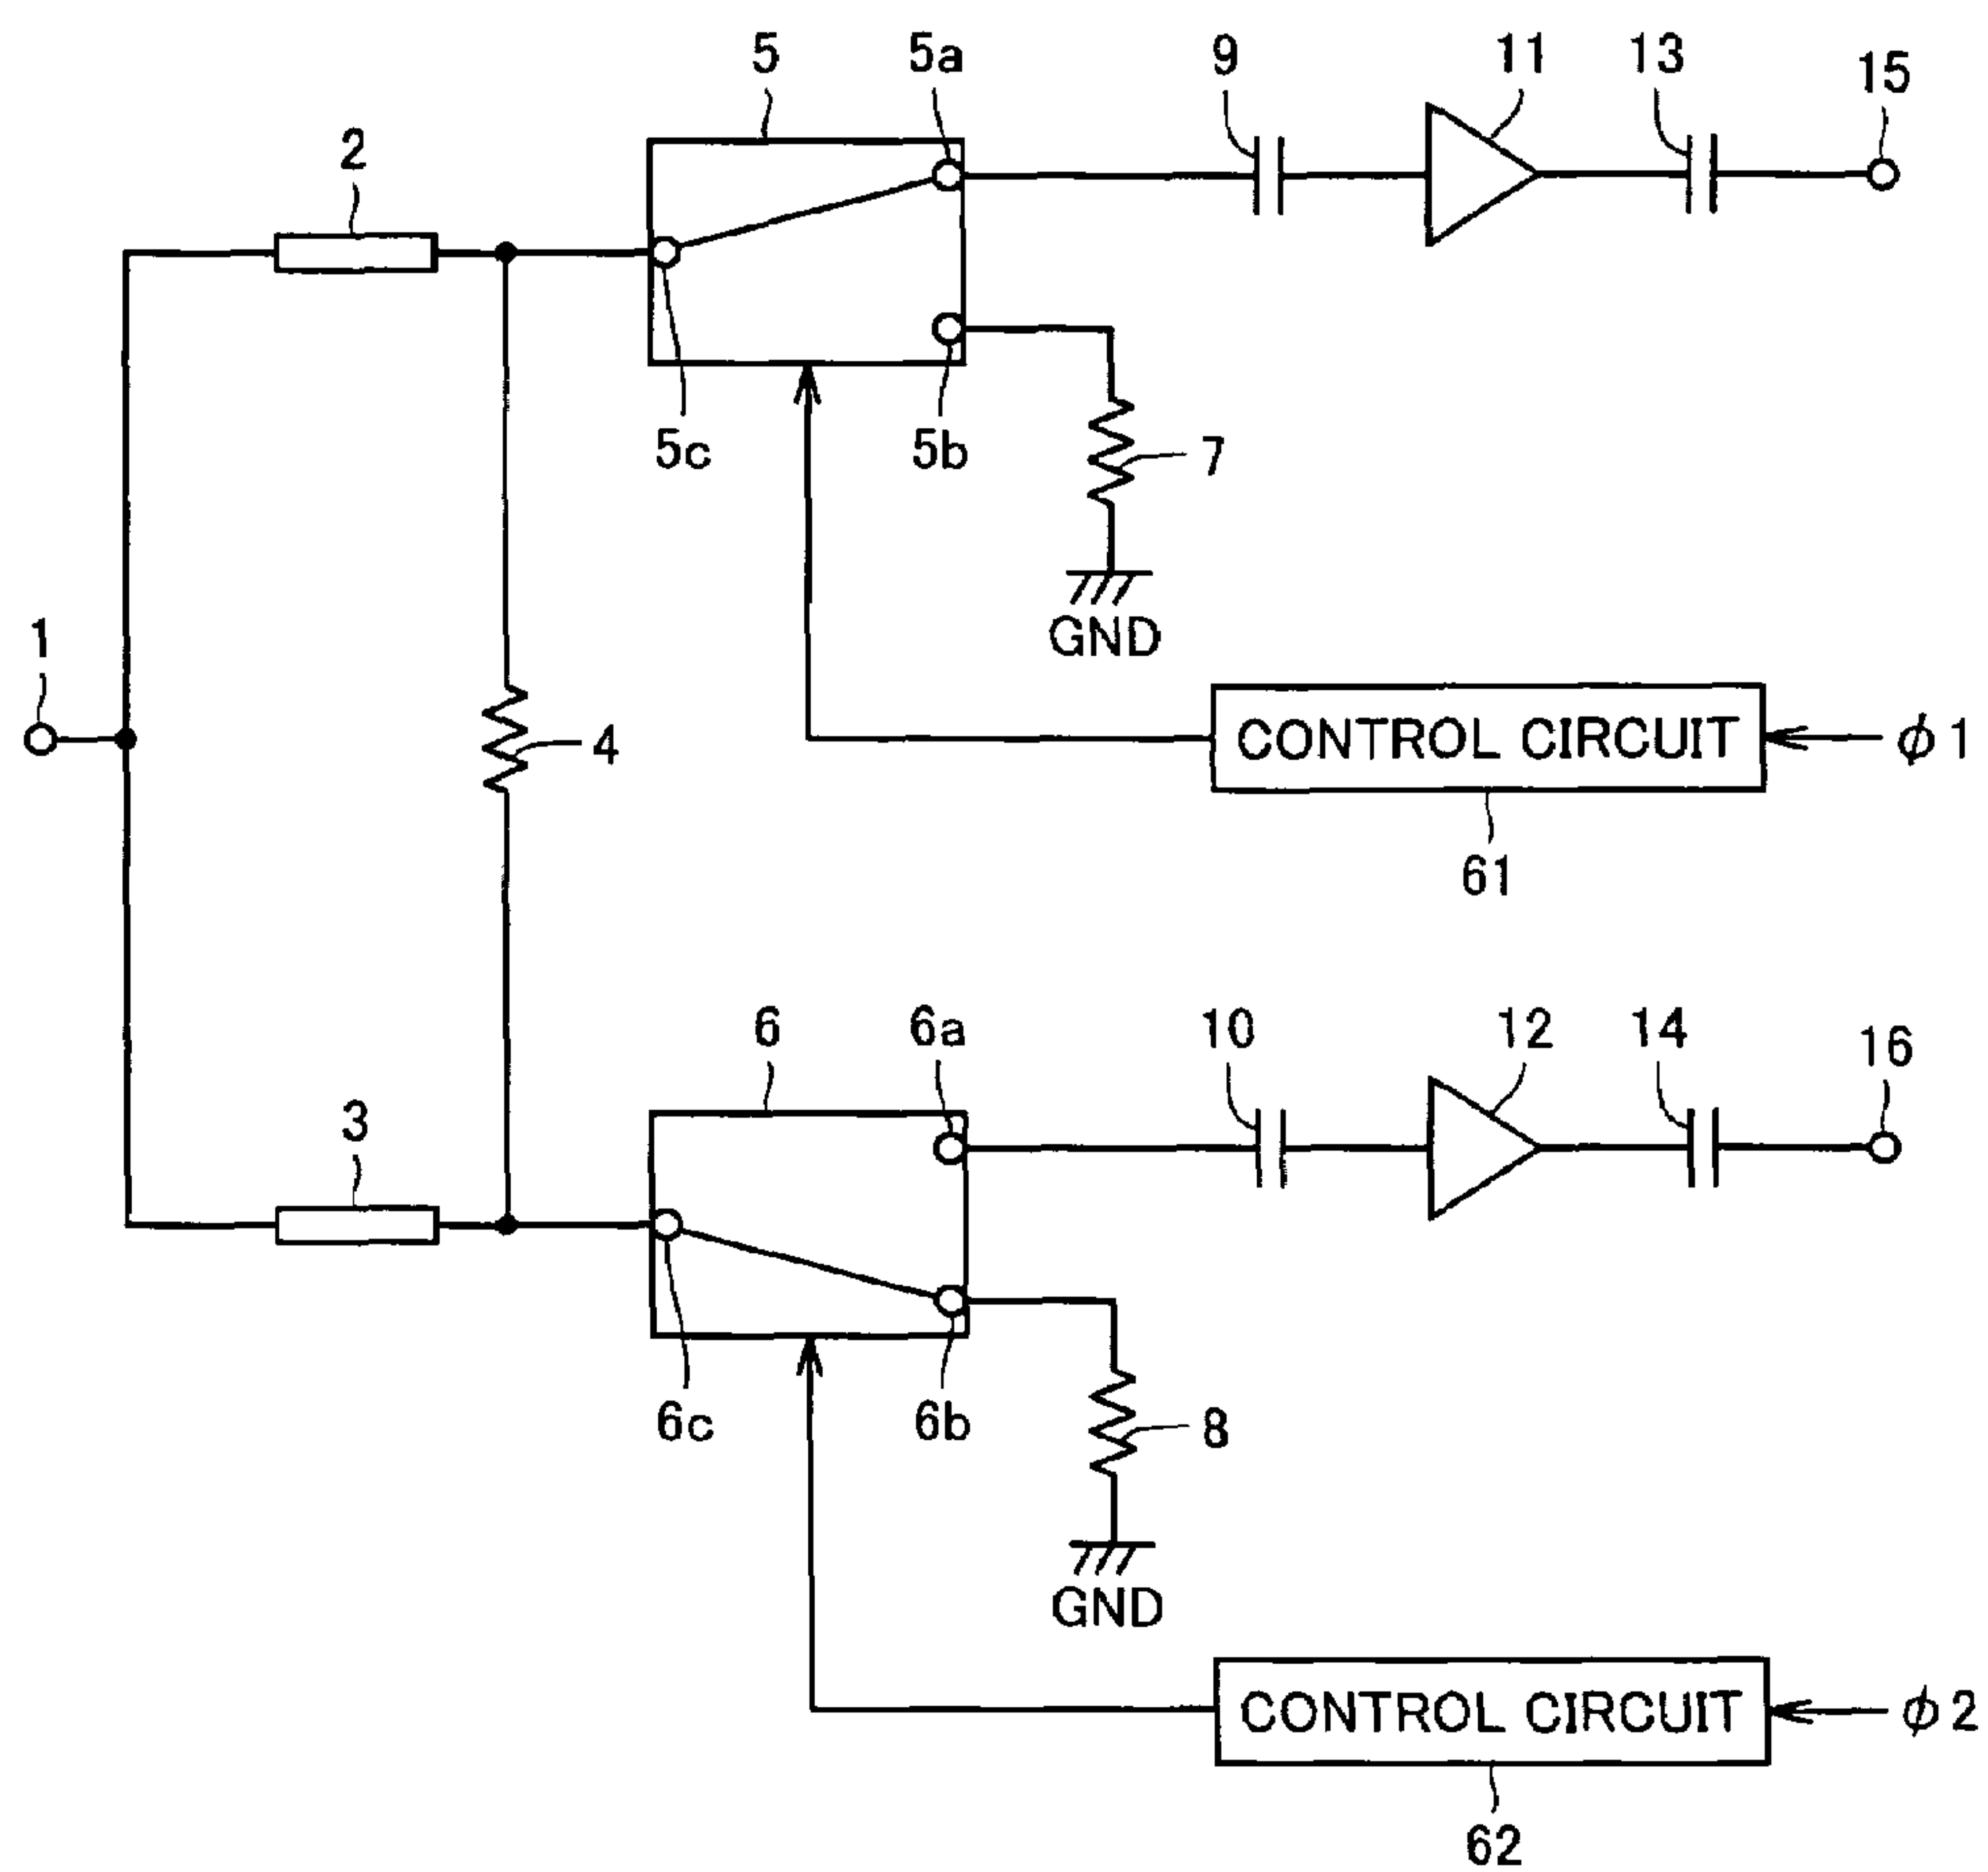 5 5a 9 11 13 15
2
5c 5b 7
GND
1
4
CONTROL CIRCUIT φ1
61
6 6a 10 12 14 16
3
6c 6b 8
GND
CONTROL CIRCUIT φ2
62